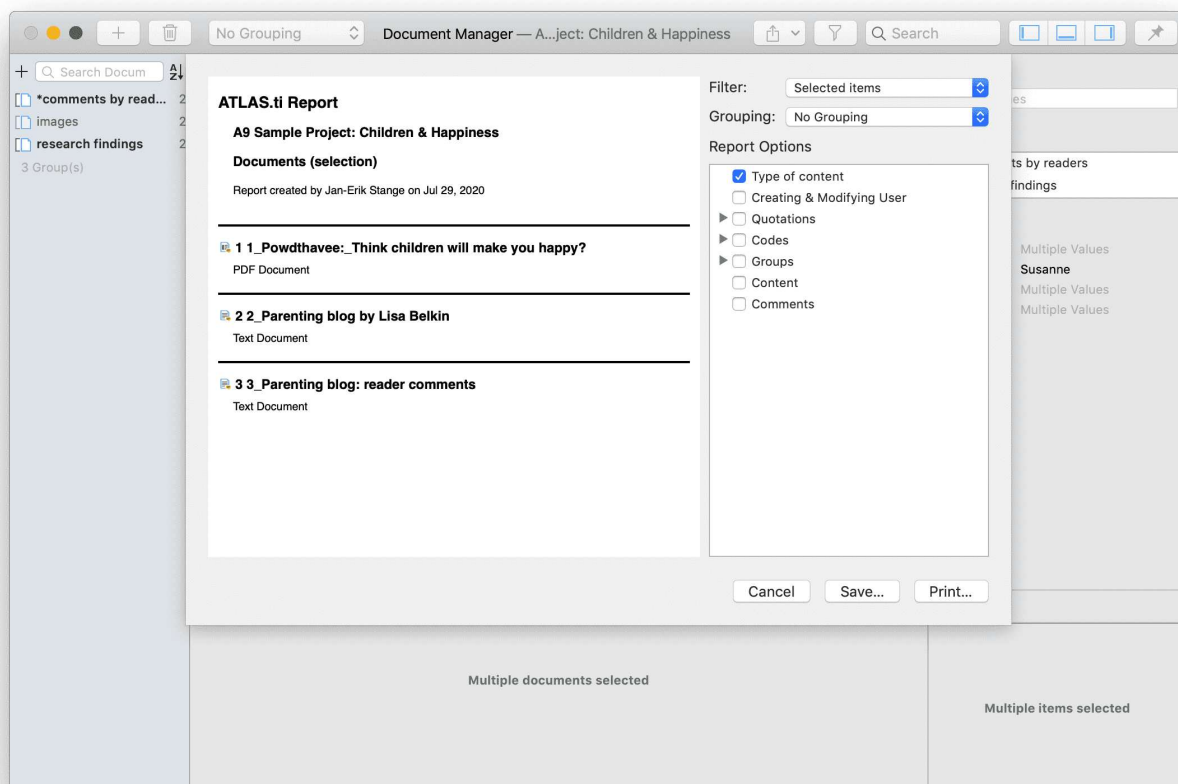 No Grouping
Document Manager — A...ject: Children & Happiness
Search
Search Docum
*comments by read... 2
images 2
research findings 2
3 Group(s)
ATLAS.ti Report
A9 Sample Project: Children & Happiness
Documents (selection)
Report created by Jan-Erik Stange on Jul 29, 2020
1 1_Powdthavee:_Think children will make you happy?
PDF Document
2 2_Parenting blog by Lisa Belkin
Text Document
3 3_Parenting blog: reader comments
Text Document
Filter: Selected items
Grouping: No Grouping
Report Options
Type of content
Creating & Modifying User
Quotations
Codes
Groups
Content
Comments
Cancel Save... Print...
es
ts by readers
findings
Multiple Values
Susanne
Multiple Values
Multiple Values
Multiple documents selected
Multiple items selected